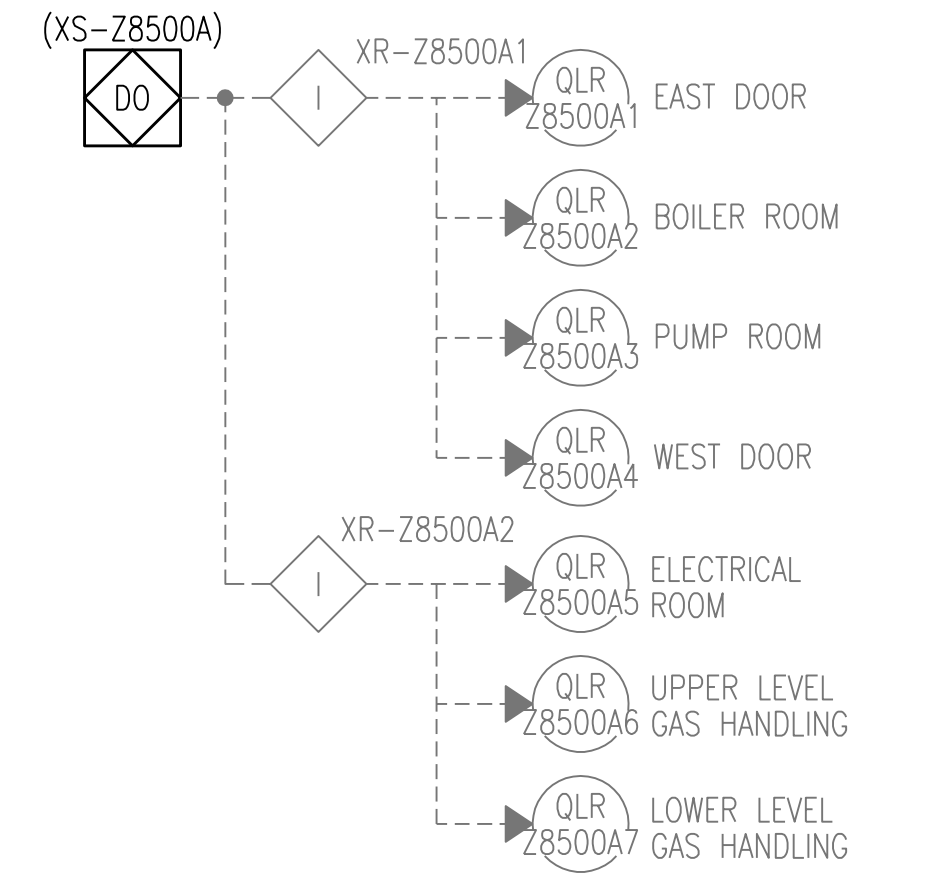 (XS-Z8500A)
DO
I
XR-Z8500A1
QLR
Z8500A1
EAST DOOR
QLR
Z8500A2
BOILER ROOM
QLR
Z8500A3
PUMP ROOM
QLR
Z8500A4
WEST DOOR
I
XR-Z8500A2
QLR
Z8500A5
ELECTRICAL
ROOM
QLR
Z8500A6
UPPER LEVEL
GAS HANDLING
QLR
Z8500A7
LOWER LEVEL
GAS HANDLING